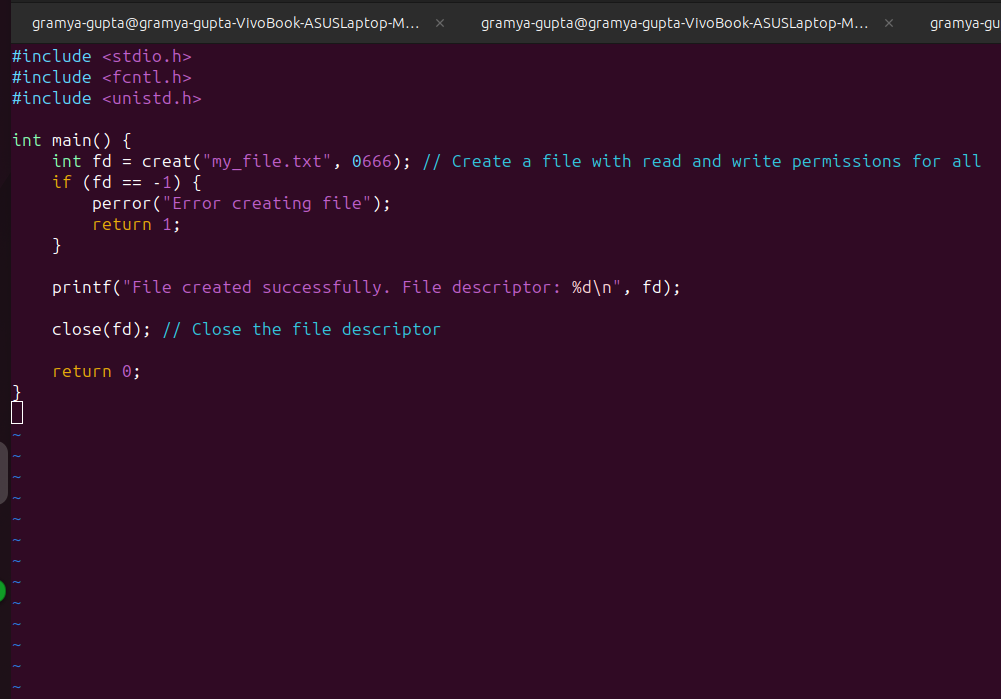 gramya-gupta@gramya-gupta-VivoBook-ASUSLaptop-M... × gramya-gupta@gramya-gupta-VivoBook-ASUSLaptop-M... × gramya-gu
#include <stdio.h>
#include <fcntl.h>
#include <unistd.h>

int main() {
    int fd = creat("my_file.txt", 0666); // Create a file with read and write permissions for all
    if (fd == -1) {
        perror("Error creating file");
        return 1;
    }

    printf("File created successfully. File descriptor: %d\n", fd);

    close(fd); // Close the file descriptor

    return 0;
}
~
~
~
~
~
~
~
~
~
~
~
~
~